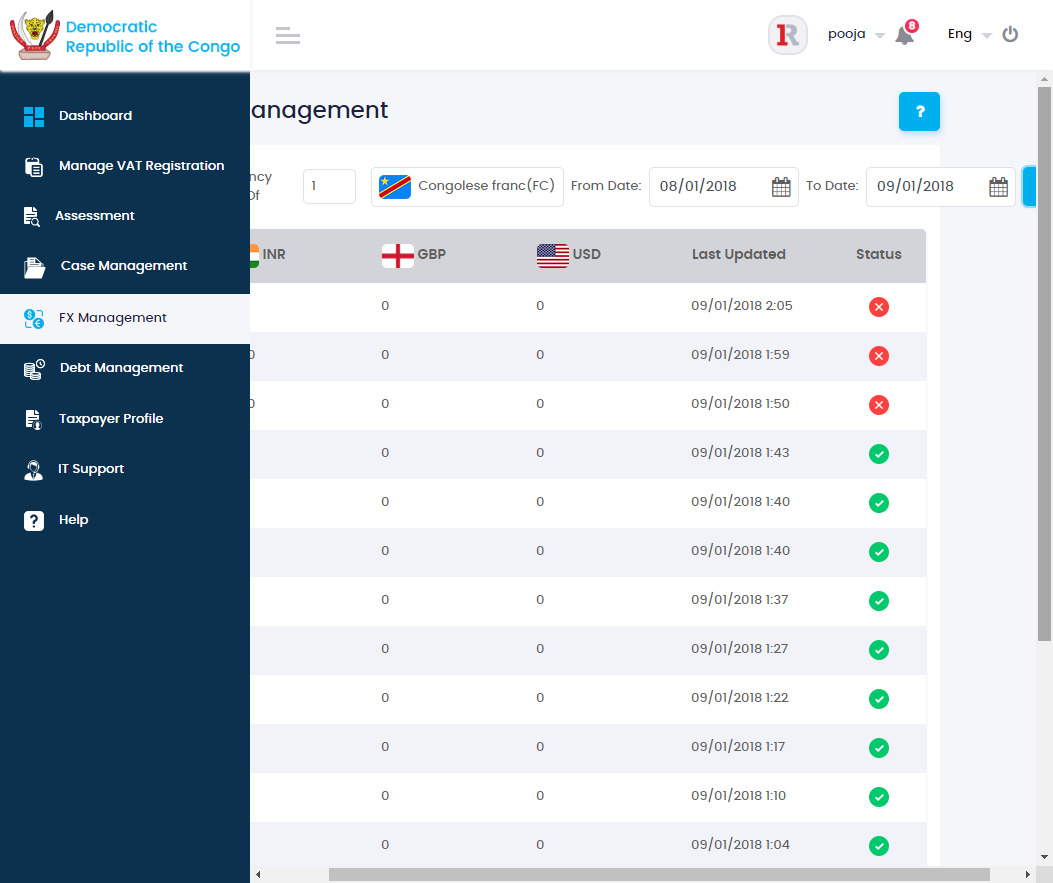 Democratic
Republic of the Congo
1R
pooja
8
Eng
Dashboard
Manage VAT Registration
Assessment
Case Management
FX Management
Debt Management
Taxpayer Profile
IT Support
? Help
anagement
?
ncy
Of
1
Congolese franc(FC)
From Date:
08/01/2018
To Date:
09/01/2018
INR GBP USD Last Updated Status
0 0 09/01/2018 2:05
0 0 0 09/01/2018 1:59
0 0 0 09/01/2018 1:50
0 0 09/01/2018 1:43
0 0 09/01/2018 1:40
0 0 09/01/2018 1:40
0 0 09/01/2018 1:37
0 0 09/01/2018 1:27
0 0 09/01/2018 1:22
0 0 09/01/2018 1:17
0 0 09/01/2018 1:10
0 0 09/01/2018 1:04